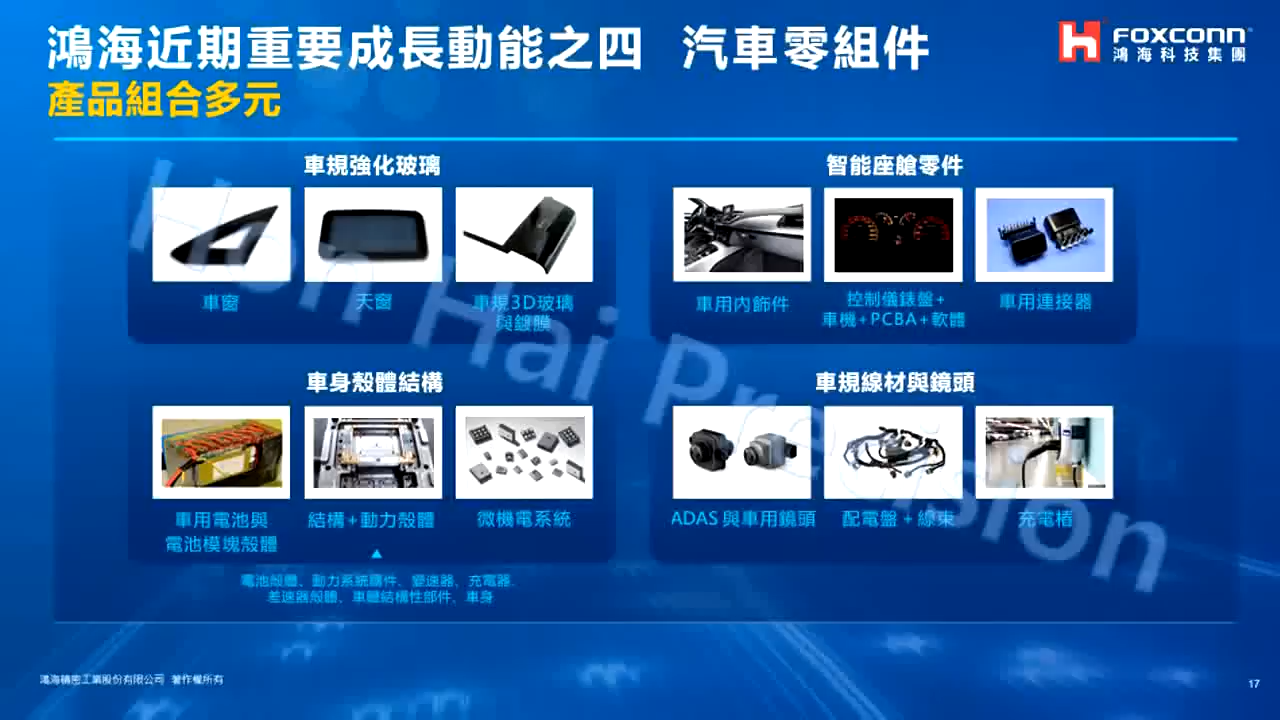 鴻海近期重要成長動能之四 汽車零組件
產品組合多元
FOXCONN
鴻海科技集團
車規強化玻璃
車窗
天窗
車規3D玻璃
與鍍膜
智能座艙零件
車用內飾件
控制儀錶盤+
車機+PCBA+軟體
車用連接器
車身殼體結構
車用電池與
電池模塊殼體
結構+動力殼體
微機電系統
電池殼體、動力系統鑄件、變速器、充電器、
差速器殼體、車體結構性部件、車身
車規線材與鏡頭
ADAS 與車用鏡頭
配電盤 + 線束
充電樁
Hon Hai Precision
鴻海精密工業股份有限公司 著作權所有
17